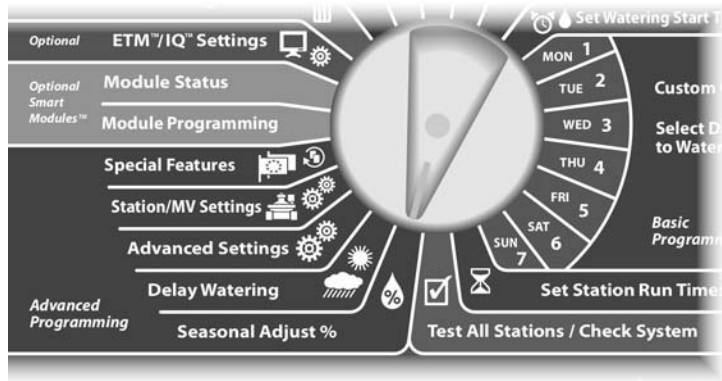 Optional
ETM™/IQ™ Settings
Optional
Smart
Modules™
Module Status
Module Programming
Special Features
Station/MV Settings
Advanced Settings
Delay Watering
Advanced
Programming
Seasonal Adjust %
%
Set Watering Start T
MON 1
TUE 2
WED 3
THU 4
FRI 5
SAT 6
SUN 7
Custom
Select D
to Water
Basic
Programm
Set Station Run Time
Test All Stations / Check System